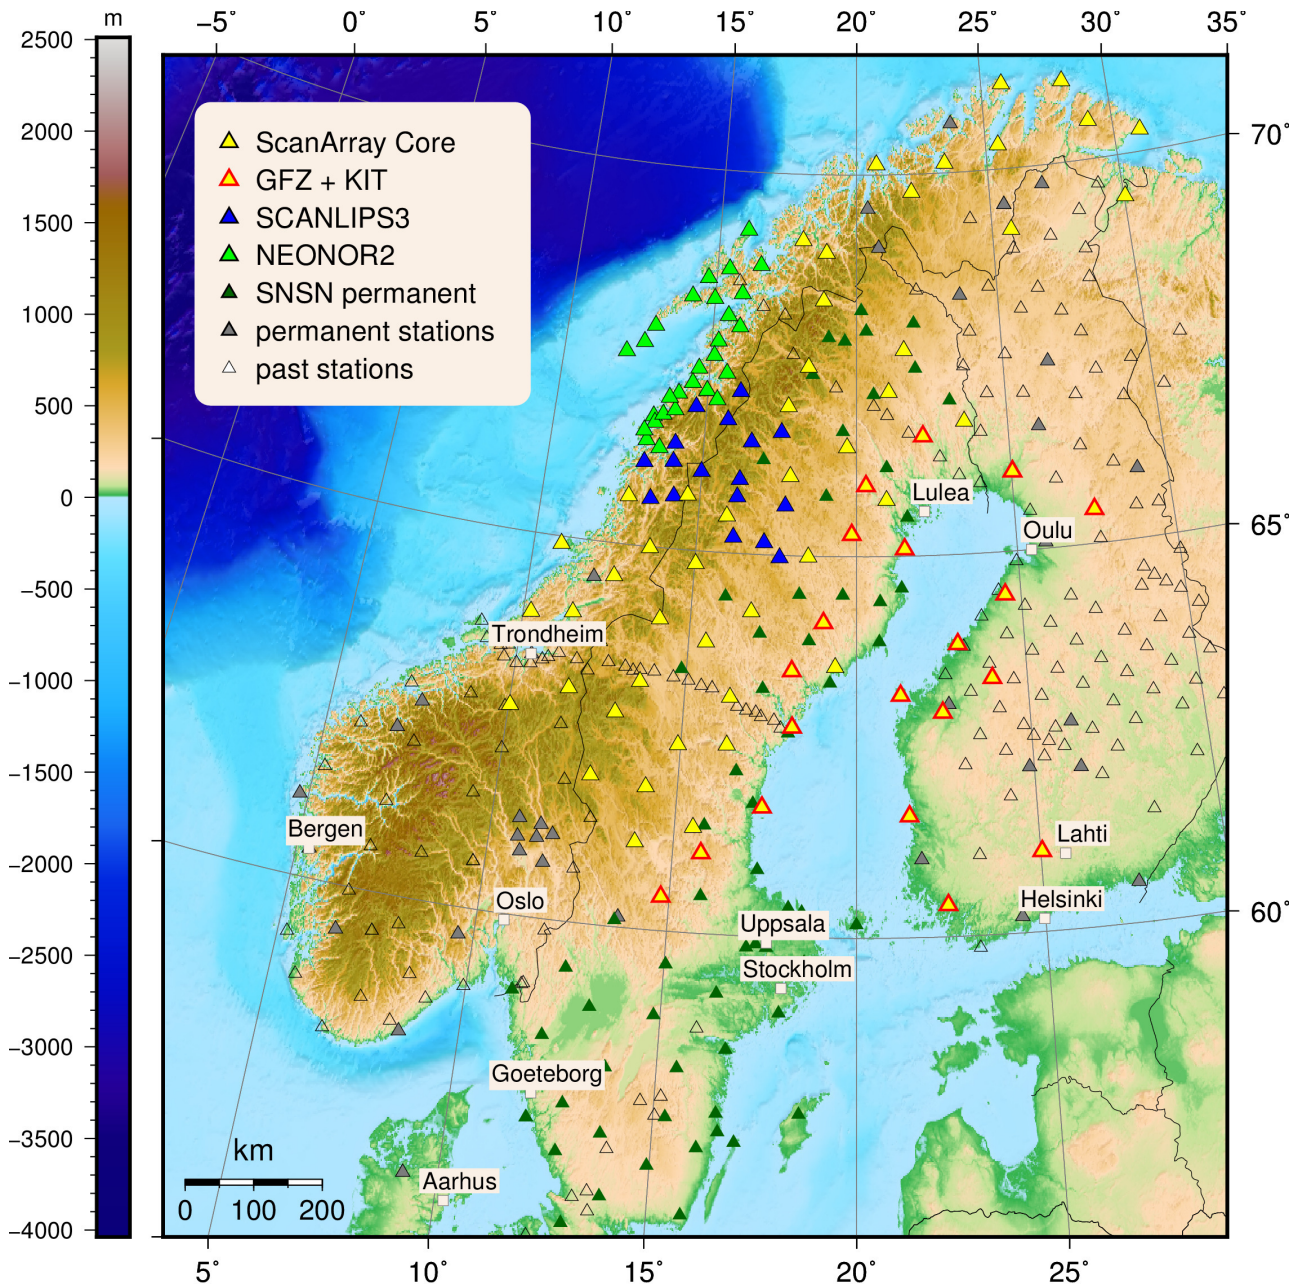 m
−5°
0°
5°
10°
15°
20°
25°
30°
35°
2500
2000
1500
1000
500
0
−500
−1000
−1500
−2000
−2500
−3000
−3500
−4000
ScanArray Core
GFZ + KIT
SCANLIPS3
NEONOR2
SNSN permanent
permanent stations
past stations
70°
65°
60°
Lulea
Oulu
Trondheim
Bergen
Lahti
Oslo
Helsinki
Uppsala
Stockholm
Goeteborg
Aarhus
km
0 100 200
5°
10°
15°
20°
25°